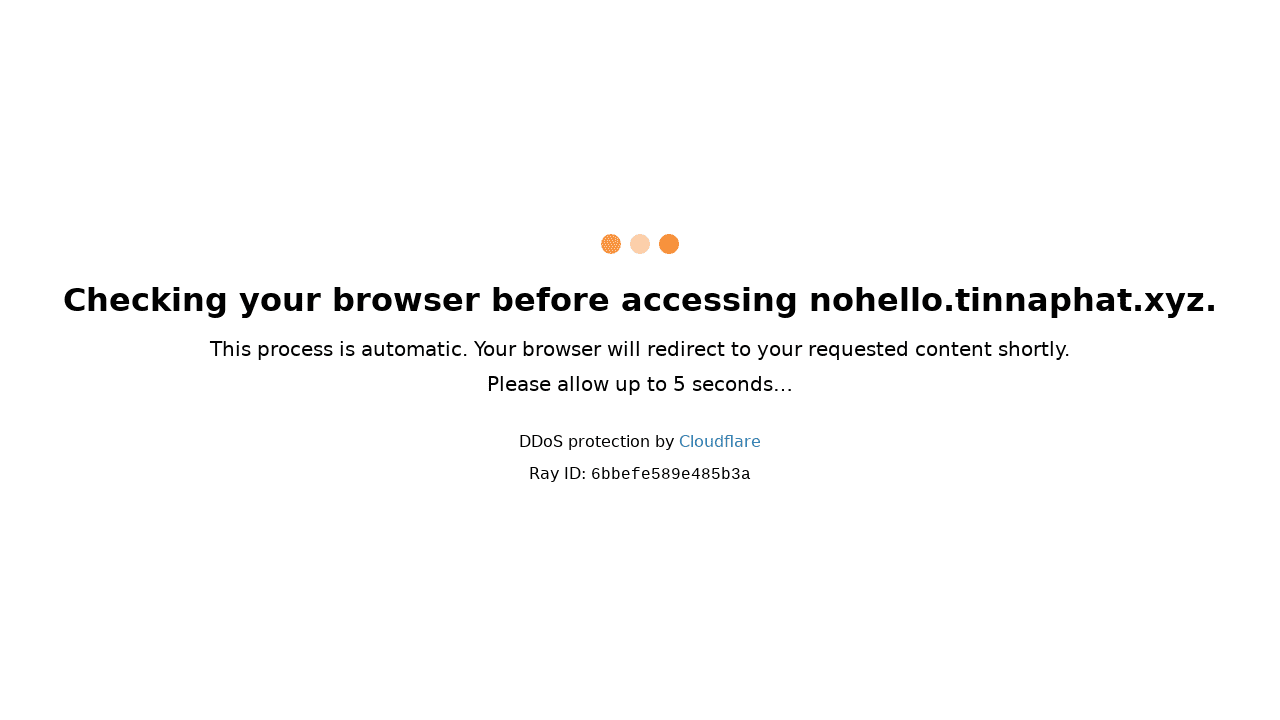 Checking your browser before accessing nohello.tinnaphat.xyz.
This process is automatic. Your browser will redirect to your requested content shortly.
Please allow up to 5 seconds…
DDoS protection by Cloudflare
Ray ID: 6bbefe589e485b3a